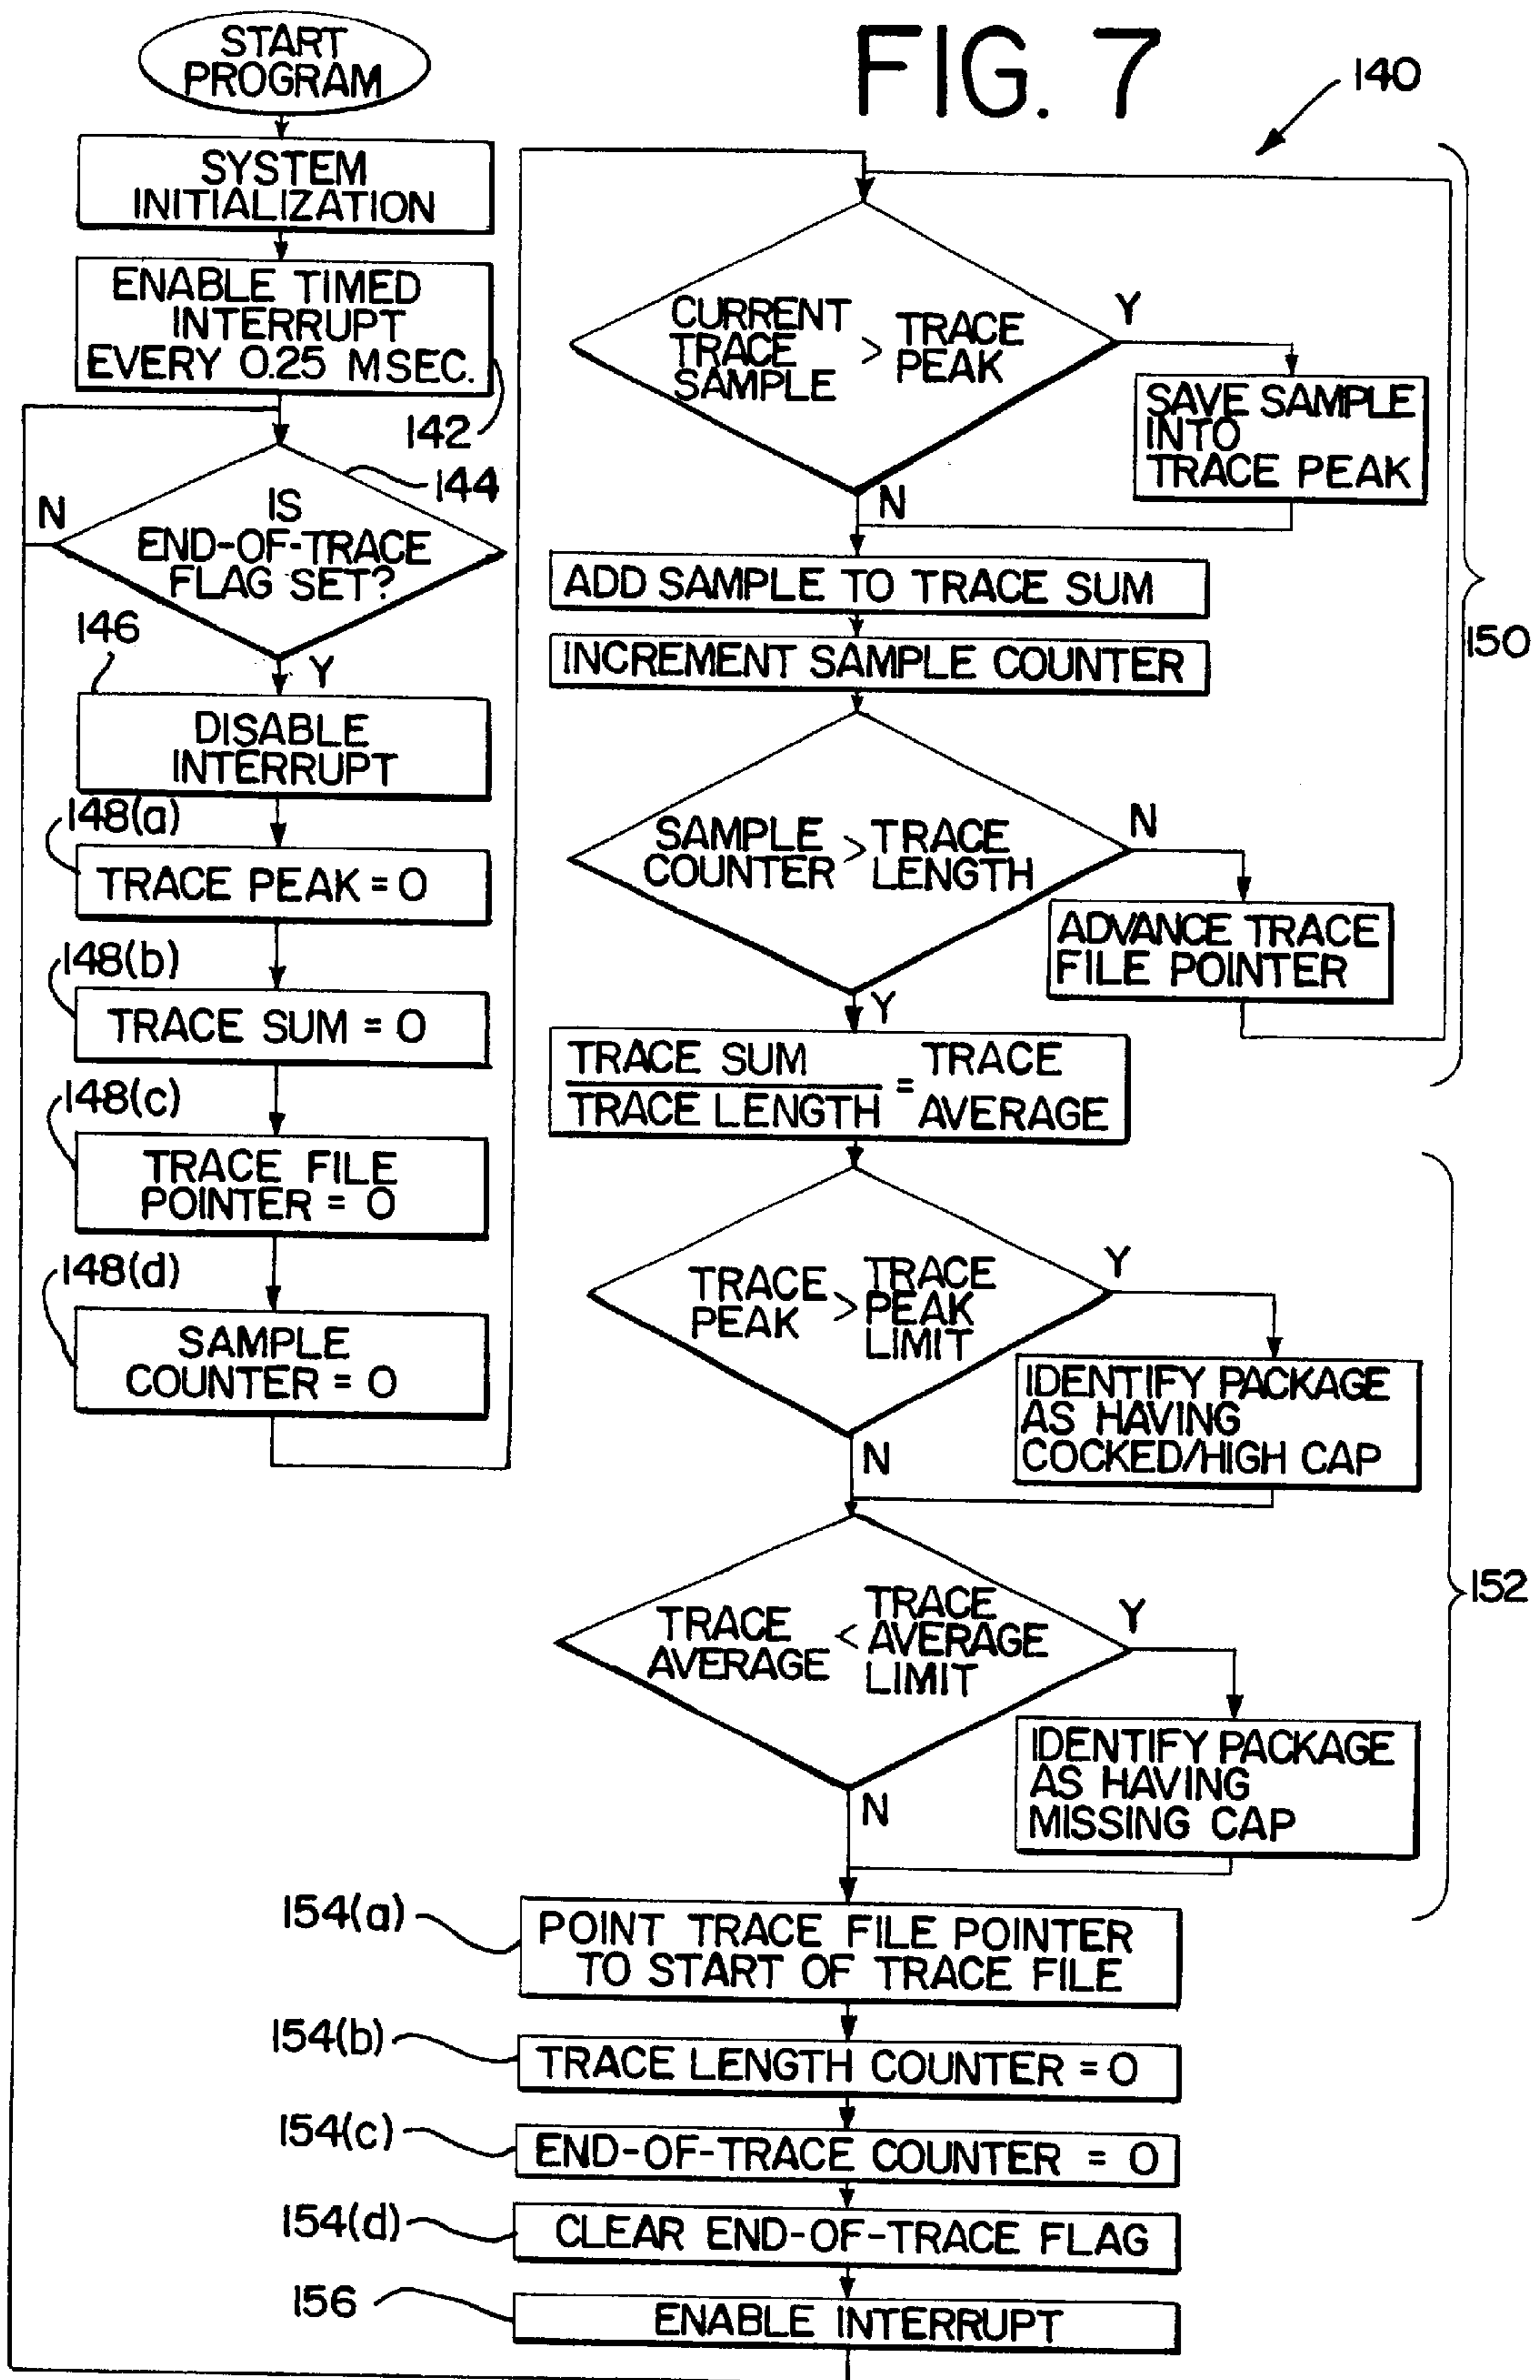 FIG. 7
140
START
PROGRAM
SYSTEM
INITIALIZATION
ENABLE TIMED
INTERRUPT
EVERY 0.25 MSEC.
142
144
N
IS
END-OF-TRACE
FLAG SET?
146
Y
DISABLE
INTERRUPT
148(a)
TRACE PEAK = 0
148(b)
TRACE SUM = 0
148(c)
TRACE FILE
POINTER = 0
148(d)
SAMPLE
COUNTER = 0
CURRENT
TRACE
SAMPLE
>
TRACE
PEAK
Y
SAVE SAMPLE
INTO
TRACE PEAK
N
ADD SAMPLE TO TRACE SUM
INCREMENT SAMPLE COUNTER
150
SAMPLE
COUNTER
>
TRACE
LENGTH
N
ADVANCE TRACE
FILE POINTER
Y
TRACE SUM
TRACE LENGTH
=
TRACE
AVERAGE
TRACE
PEAK
>
TRACE
PEAK
LIMIT
Y
IDENTIFY PACKAGE
AS HAVING
COCKED/HIGH CAP
N
152
TRACE
AVERAGE
<
TRACE
AVERAGE
LIMIT
Y
IDENTIFY PACKAGE
AS HAVING
MISSING CAP
N
154(a)
POINT TRACE FILE POINTER
TO START OF TRACE FILE
154(b)
TRACE LENGTH COUNTER = 0
154(c)
END-OF-TRACE COUNTER = 0
154(d)
CLEAR END-OF-TRACE FLAG
156
ENABLE INTERRUPT